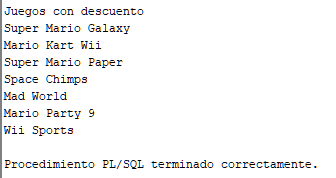 Juegos con descuento
Super Mario Galaxy
Mario Kart Wii
Super Mario Paper
Space Chimps
Mad World
Mario Party 9
Wii Sports
Procedimiento PL/SQL terminado correctamente.